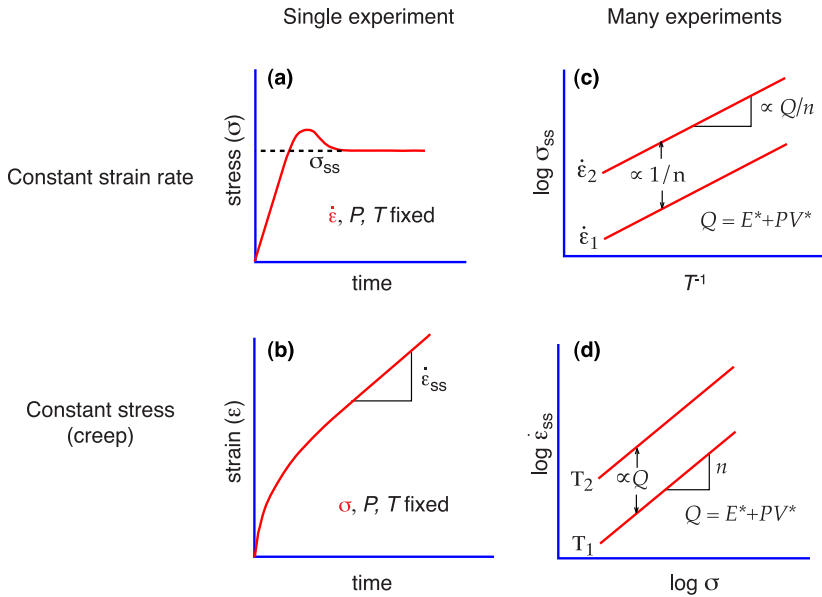 Single experiment
Many experiments
Constant strain rate
(a)
stress (σ)
σss
ε̇, P, T fixed
time
(c)
log σss
∝ Q/n
ε̇2
∝ 1/n
ε̇1
Q = E*+PV*
T-1
Constant stress
(creep)
(b)
strain (ε)
ε̇ss
σ, P, T fixed
time
(d)
log ε̇ss
T2
∝Q
n
T1
Q = E*+PV*
log σ